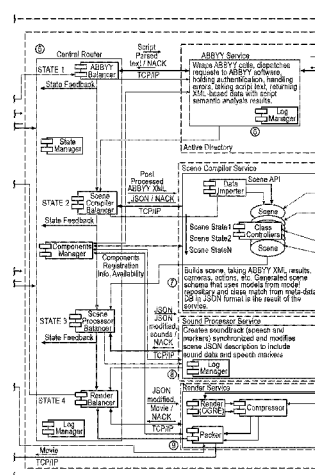 5
Central Router
STATE 1
ABBYY
Balancer
State Feedback
State
Manager
STATE 2
Scene
Compiler
Balancer
State Feedback
Components
Manager
STATE 3
Scene
Processor
Balancer
State Feedback
STATE 4
Render
Balancer
Log
Manager
Movie
TCP/IP
Script
Parsed
text / NACK
TCP/IP
Pool
Processed
ABBYY XML
JSON / NACK
TCP/IP
Components
Registration
Info, Availability
JSON
JSON
modified,
sounds /
NACK
TCP/IP
JSON
modified,
Movie /
NACK
TCP/IP
ABBYY Service
Wraps ABBYY code, dispatches
requests to ABBYY software,
holding authentication, handling
errors, taking script text, returning
XML-based data with script
semantic analysis results.
Log
Manager
6
Active Directory
Scene Compiler Service
Data
Importer
Scene API
Scene
Scene State1
Scene State2
Scene StateN
Class
Controllers
Scene
7
Builds scene, taking ABBYY XML, results,
cameras, actions, etc. Generated scene
schema that uses models from model
repository and class match from meta-data
DB in JSON format is the result of the
service.
Sound Processor Service
Creates soundtrack (speech and
markers) synchronized and modifies
scene JSON description to include
sound data and speech markers
Log
Manager
8
Render Service
Render
(OGRE)
Compressor
Packer
9